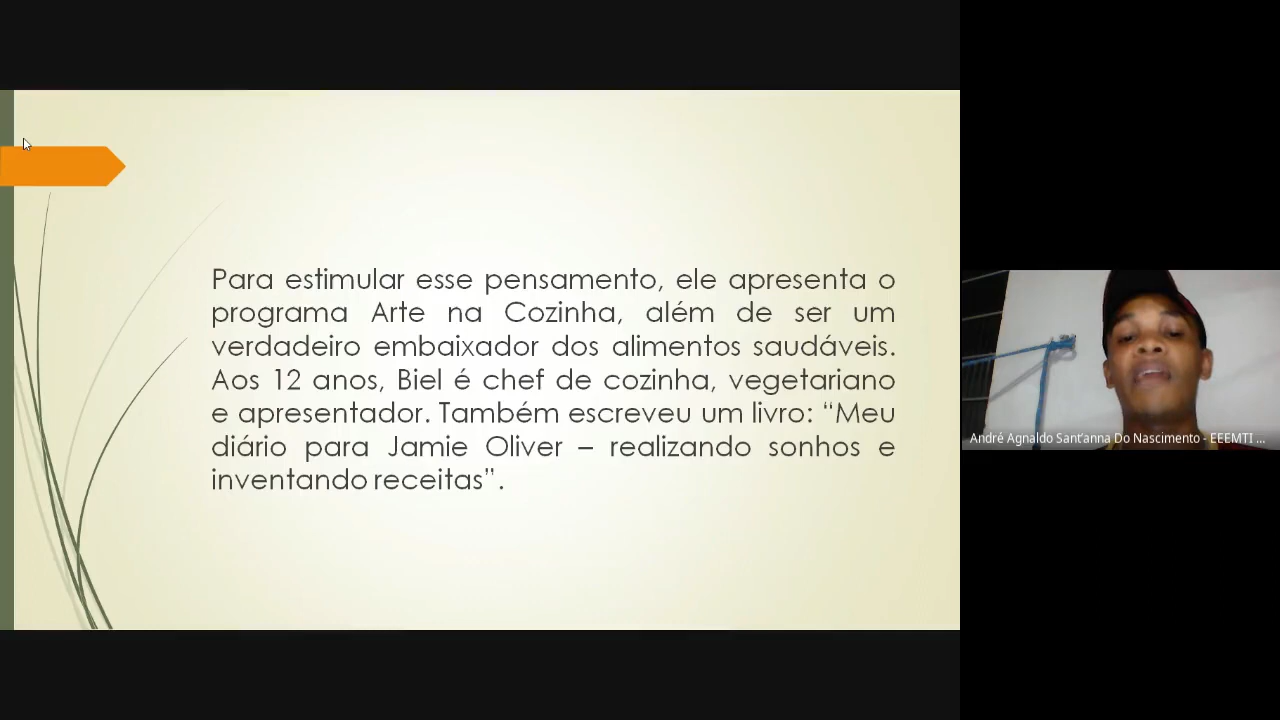 Para estimular esse pensamento, ele apresenta o
programa Arte na Cozinha, além de ser um
verdadeiro embaixador dos alimentos saudáveis.
Aos 12 anos, Biel é chef de cozinha, vegetariano
e apresentador. Também escreveu um livro: “Meu
diário para Jamie Oliver – realizando sonhos e
inventando receitas”.
André Agnaldo Sant'anna Do Nascimento - EEEMTI ...